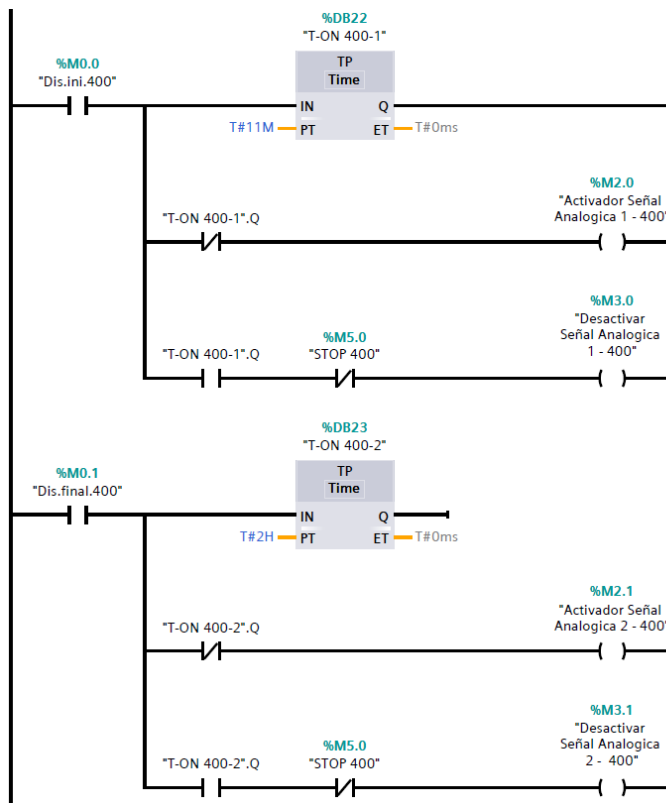 %DB22
"T-ON 400-1"
%M0.0
"Dis.ini.400"
TP
Time
IN
Q
T#11M
PT
ET
T#0ms
%M2.0
"Activador Señal
Analogica 1 - 400"
"T-ON 400-1".Q
%M3.0
"Desactivar
Señal Analogica
1 - 400"
%M5.0
"T-ON 400-1".Q
"STOP 400"
%DB23
"T-ON 400-2"
%M0.1
"Dis.final.400"
TP
Time
IN
Q
T#2H
PT
ET
T#0ms
%M2.1
"Activador Señal
Analogica 2 - 400"
"T-ON 400-2".Q
%M3.1
"Desactivar
Señal Analogica
2 - 400"
%M5.0
"T-ON 400-2".Q
"STOP 400"